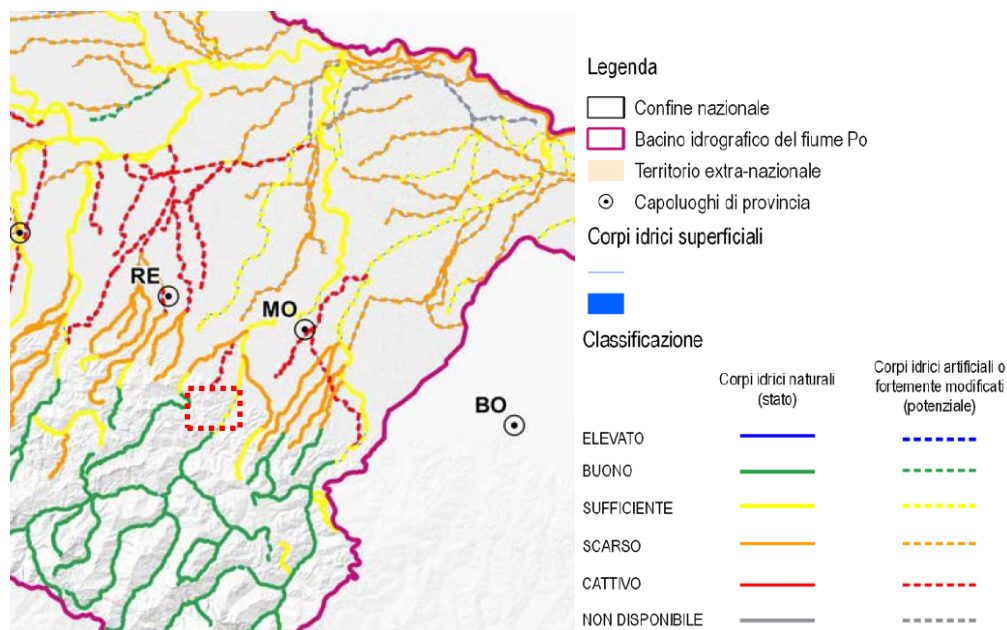 RE
MO
BO
Legenda
Confine nazionale
Bacino idrografico del fiume Po
Territorio extra-nazionale
Capoluoghi di provincia
Corpi idrici superficiali
Classificazione
Corpi idrici naturali
(stato)
Corpi idrici artificiali o
fortemente modificati
(potenziale)
ELEVATO
BUONO
SUFFICIENTE
SCARSO
CATTIVO
NON DISPONIBILE